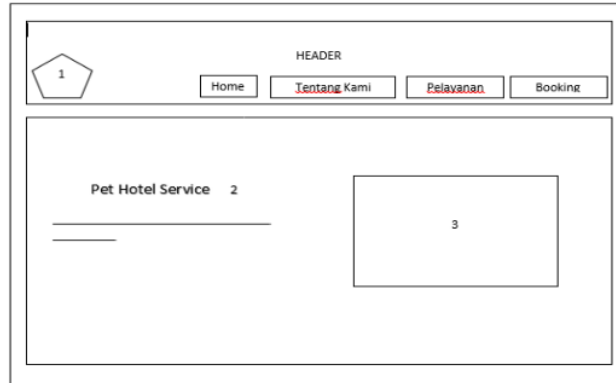 HEADER
1
Home Tentang Kami Pelayanan Booking
Pet Hotel Service 2
3